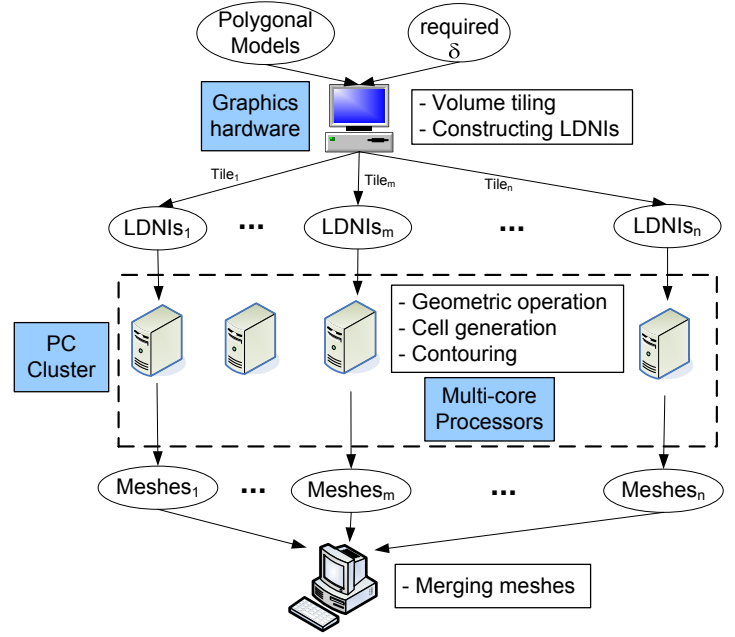 Polygonal
Models
required
δ
Graphics
hardware
- Volume tiling
- Constructing LDNIs
Tile₁
Tileₘ
Tileₙ
LDNIs₁
...
LDNIsₘ
...
LDNIsₙ
PC
Cluster
- Geometric operation
- Cell generation
- Contouring
Multi-core
Processors
Meshes₁
...
Meshesₘ
...
Meshesₙ
- Merging meshes